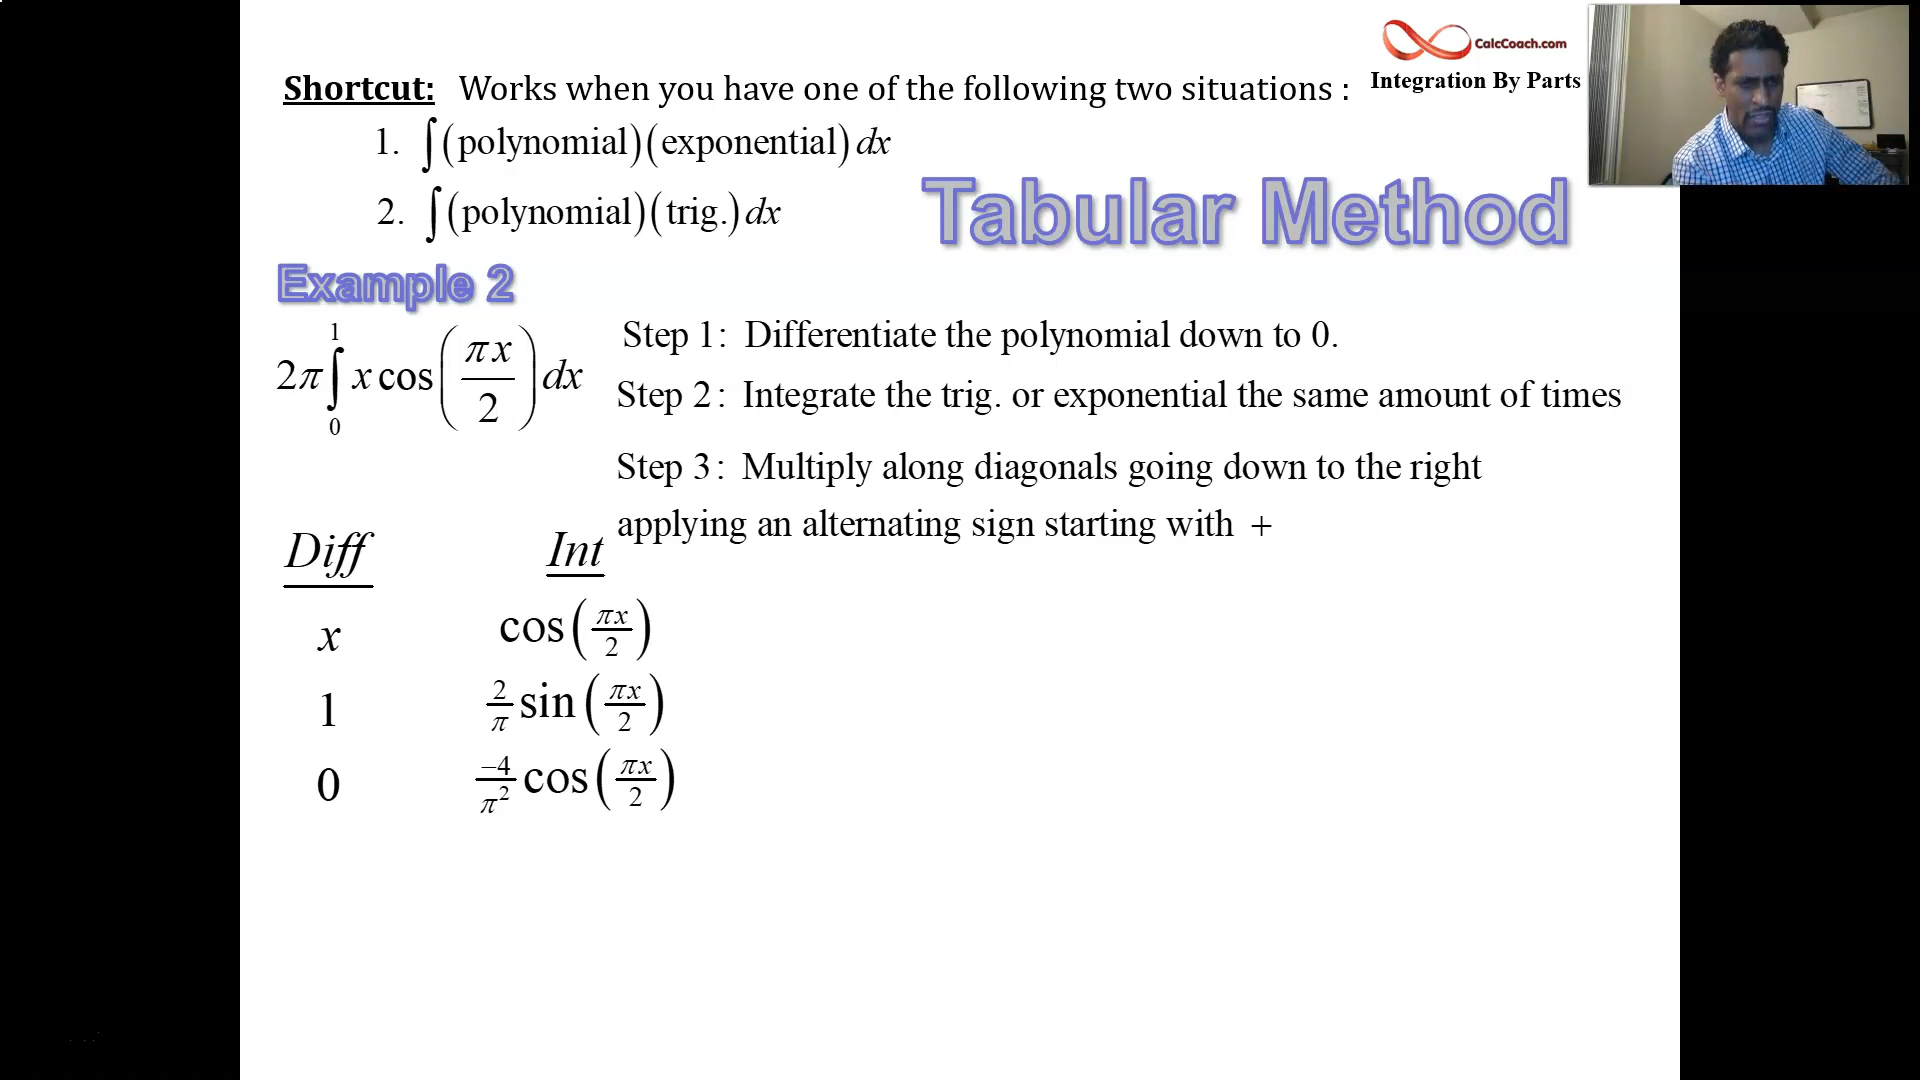 CalcCoach.com
Integration By Parts
Shortcut: Works when you have one of the following two situations :
1. ∫(polynomial)(exponential)dx
2. ∫(polynomial)(trig.)dx
Tabular Method
Example 2
2π∫₀¹ x cos(πx/2) dx
Step 1: Differentiate the polynomial down to 0.
Step 2: Integrate the trig. or exponential the same amount of times
Step 3: Multiply along diagonals going down to the right
applying an alternating sign starting with +
Diff Int
x cos(πx/2)
1 2/π sin(πx/2)
0 -4/π² cos(πx/2)